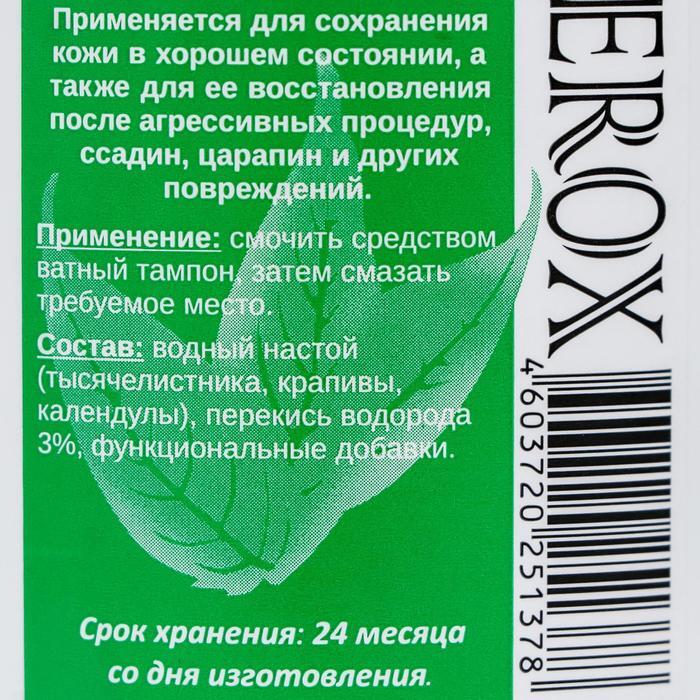 Применяется для сохранения
кожи в хорошем состоянии, а
также для ее восстановления
после агрессивных процедур,
ссадин, царапин и других
повреждений.
Применение: смочить средством
ватный тампон, затем смазать
требуемое место.
Состав: водный настой
(тысячелистника, крапивы,
календулы), перекись водорода
3%, функциональные добавки.
Срок хранения: 24 месяца
со дня изготовления.
EROX
4 603720 251378